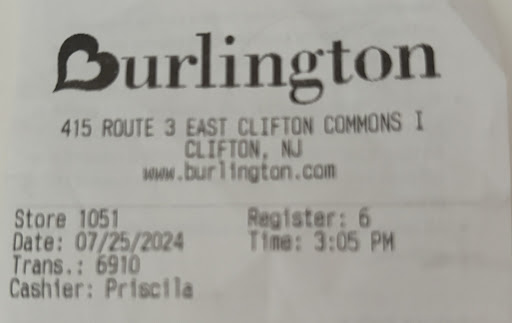 Burlington
415 ROUTE 3 EAST CLIFTON COMMONS I
CLIFTON, NJ
www.burlington.com
Store 1051 Register: 6
Date: 07/25/2024 Time: 3:05 PM
Trans.: 6910
Cashier: Priscila